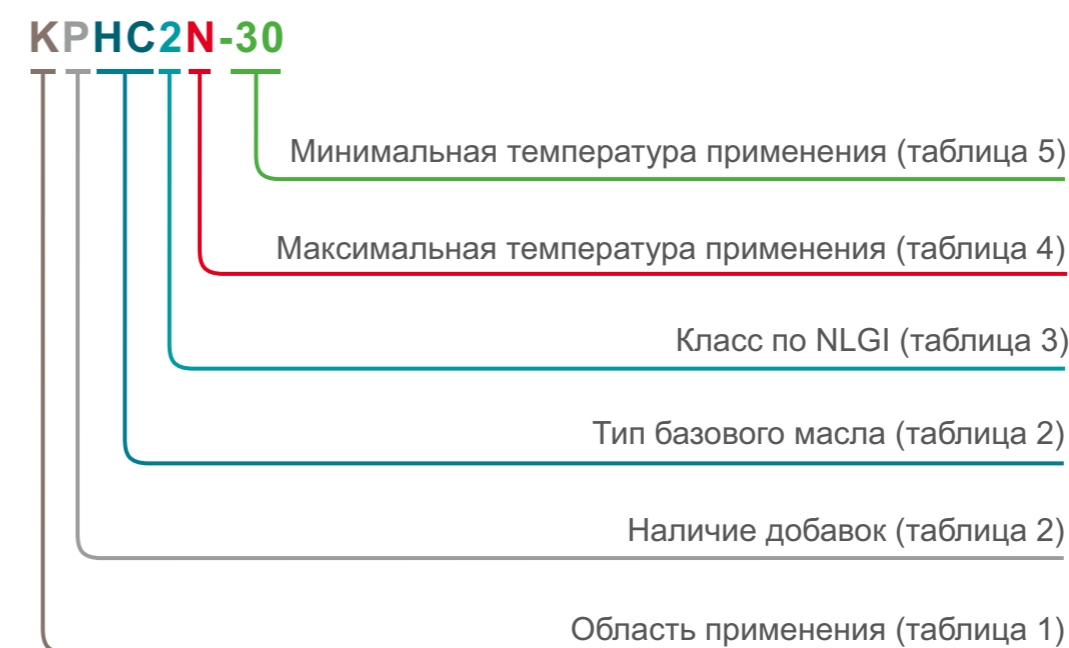 KPHC2N-30
Минимальная температура применения (таблица 5)
Максимальная температура применения (таблица 4)
Класс по NLGI (таблица 3)
Тип базового масла (таблица 2)
Наличие добавок (таблица 2)
Область применения (таблица 1)